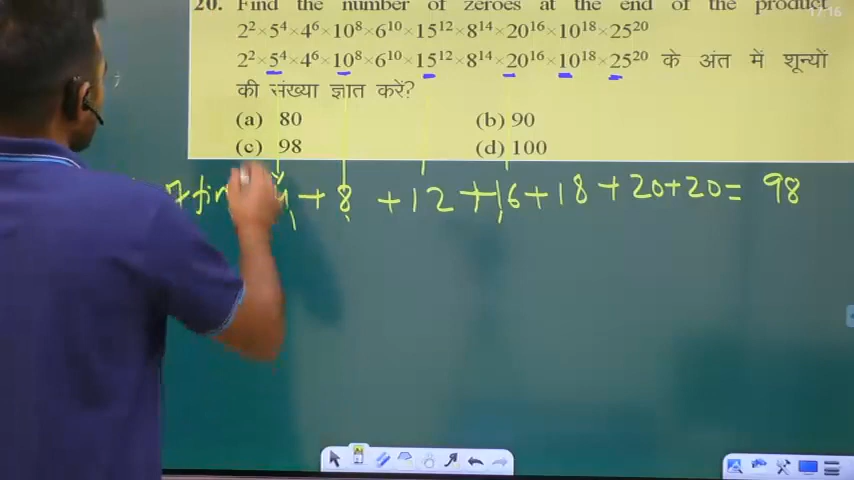 20. Find the number of zeroes at the end of the product
2²×5⁴×4⁶×10⁸×6¹⁰×15¹²×8¹⁴×20¹⁶×10¹⁸×25²⁰
2²×5⁴×4⁶×10⁸×6¹⁰×15¹²×8¹⁴×20¹⁶×10¹⁸×25²⁰ के अंत में शून्यों
की संख्या ज्ञात करें?
(a) 80 (b) 90
(c) 98 (d) 100
4 + 8 + 12 + 16 + 18 + 20 + 20 = 98